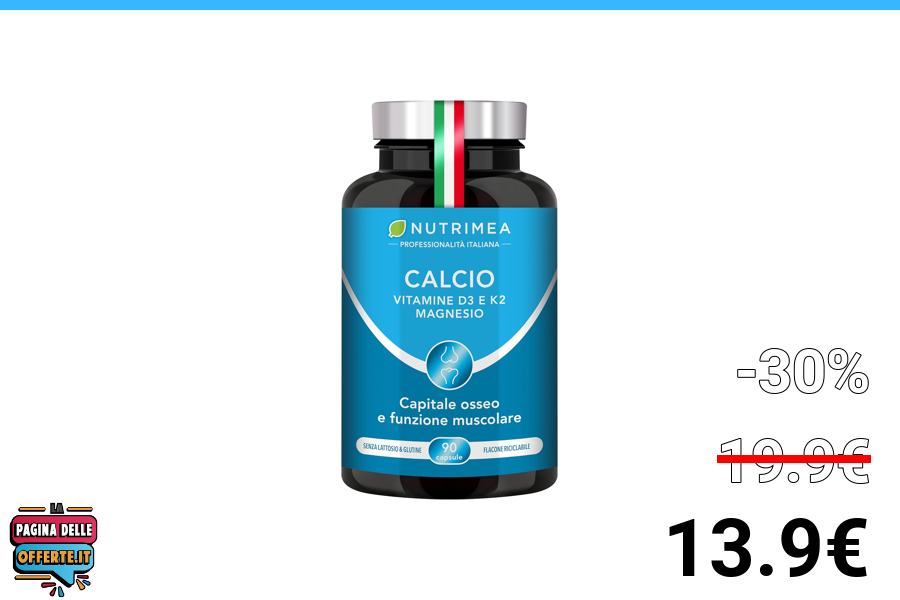 NUTRIMEA
PROFESSIONALITÀ ITALIANA
CALCIO
VITAMINE D3 E K2
MAGNESIO
Capitale osseo
e funzione muscolare
SENZA LATTOSIO & GLUTINE
90
capsule
FLACONE RICICLABILE
-30%
19.9€
13.9€
LA
PAGINA DELLE
OFFERTE.IT